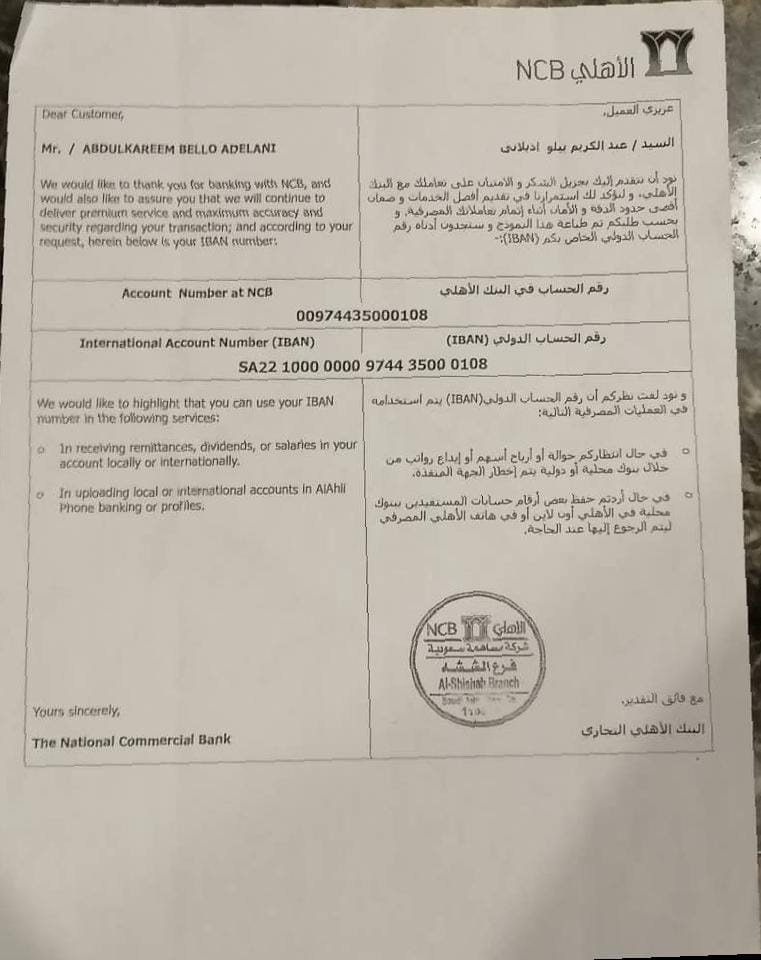 الأهلي NCB
Dear Customer,
عزيزي العميل,
Mr. / ABDULKAREEM BELLO ADELANI
السيد / عبد الكريم بيلو اديلانى
We would like to thank you for banking with NCB, and
would also like to assure you that we will continue to
deliver premium service and maximum accuracy and
security regarding your transaction; and according to your
request, herein below is your IBAN number:
نود أن نتقدم إليك بجزيل الشكر و الامتنان على تعاملك مع البنك
الأهلي، و لنؤكد لك استمرارنا في تقديم أفضل الخدمات و ضمان
أقصى حدود الدقة و الأمان أثناء إتمام تعاملاتك المصرفية. و
بحسب طلبكم تم طباعة هذا النموذج و ستجدون أدناه رقم
الحساب الدولي الخاص بكم (IBAN):-
Account Number at NCB
رقم الحساب في البنك الأهلي
00974435000108
International Account Number (IBAN)
رقم الحساب الدولي (IBAN)
SA22 1000 0000 9744 3500 0108
We would like to highlight that you can use your IBAN
number in the following services:
o In receiving remittances, dividends, or salaries in your
account locally or internationally.
o In uploading local or international accounts in AlAhli
Phone banking or profiles.
و نود لفت نظركم أن رقم الحساب الدولي(IBAN) يتم استخدامه
في العمليات المصرفية التالية:
o في حال انتظاركم حوالة أو أرباح أسهم أو إيداع رواتب من
خلال بنوك محلية أو دولية يتم إخطار الجهة المنفذة.
o في حال أردتم حفظ بعض أرقام حسابات المستفيدين ببنوك
محلية في الأهلي أون لاين أو في هاتف الأهلي المصرفي
ليتم الرجوع إليها عند الحاجة.
NCB الأهلي
شركة مساهمة سعودية
فرع الششه
Al-Shishah Branch
Yours sincerely,
مع فائق التقدير,
The National Commercial Bank
البنك الأهلي التجاري